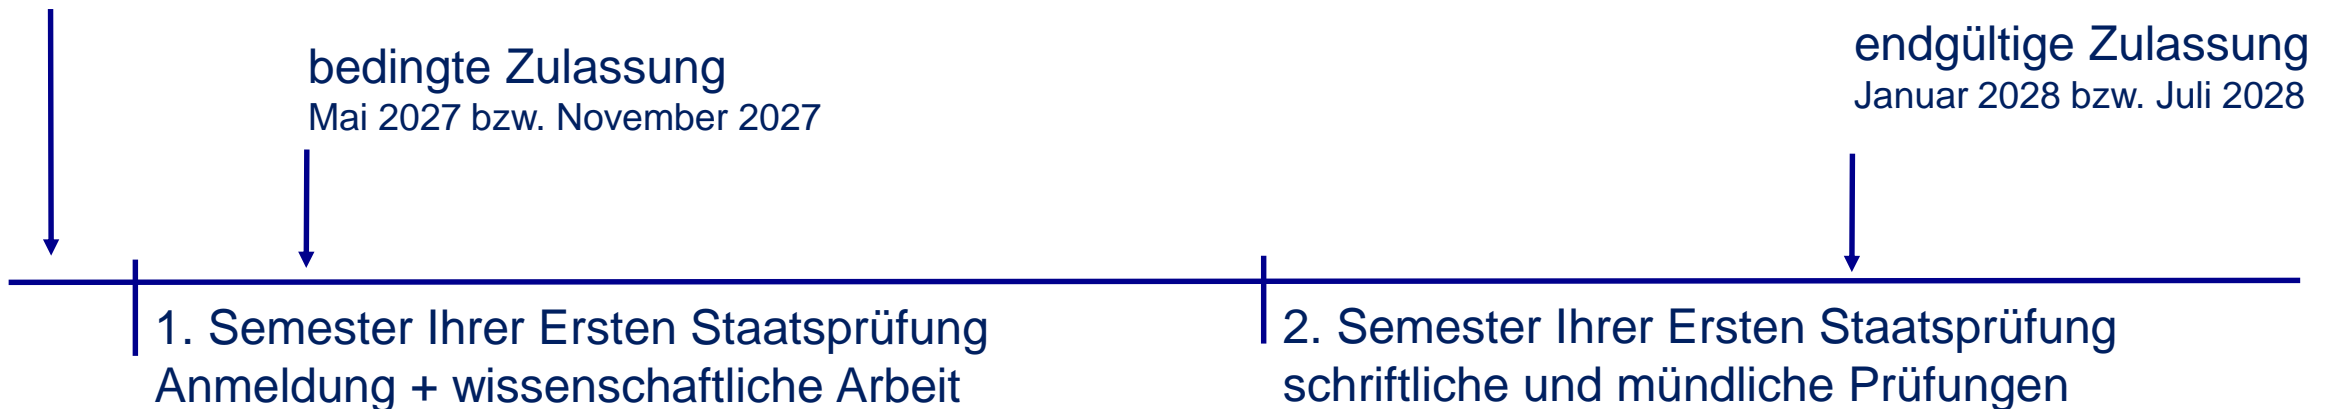 bedingte Zulassung
Mai 2027 bzw. November 2027
endgültige Zulassung
Januar 2028 bzw. Juli 2028
1. Semester Ihrer Ersten Staatsprüfung
Anmeldung + wissenschaftliche Arbeit
2. Semester Ihrer Ersten Staatsprüfung
schriftliche und mündliche Prüfungen